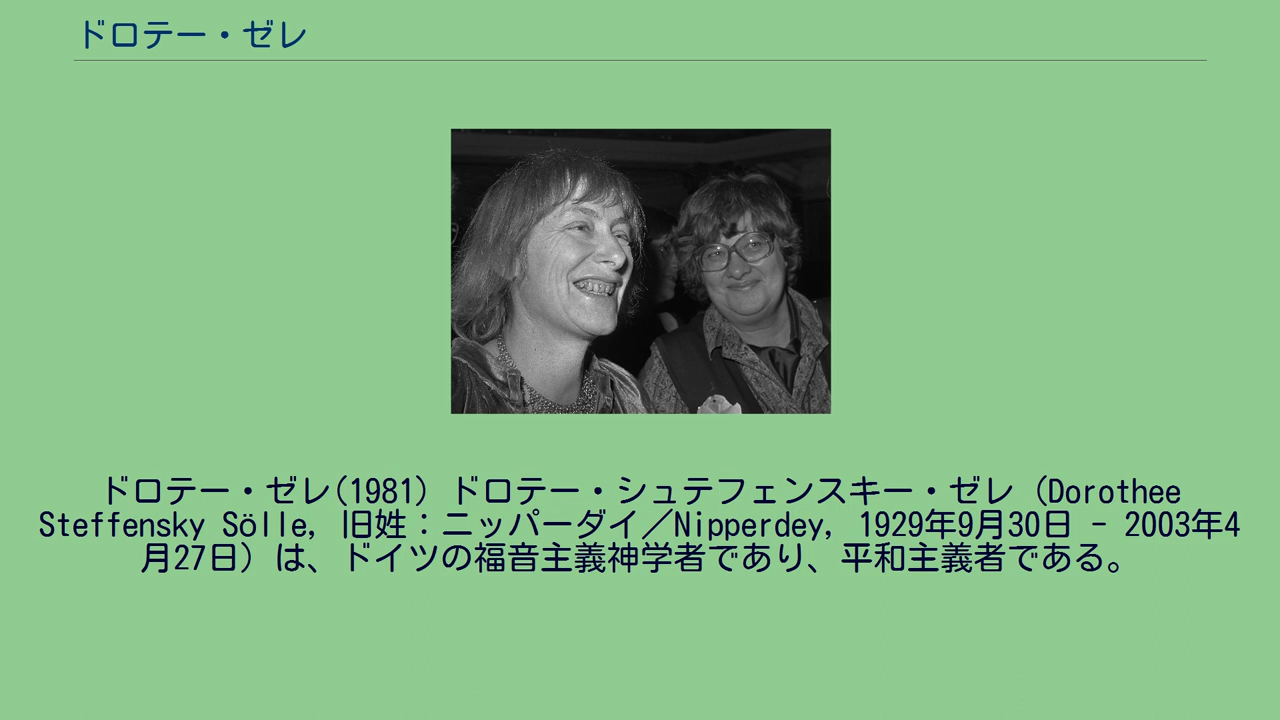 ドロテー・ゼレ
ドロテー・ゼレ(1981) ドロテー・シュテフェンスキー・ゼレ（Dorothee
Steffensky Sölle, 旧姓：ニッパーダイ／Nipperdey, 1929年9月30日 - 2003年4
月27日）は、ドイツの福音主義神学者であり、平和主義者である。